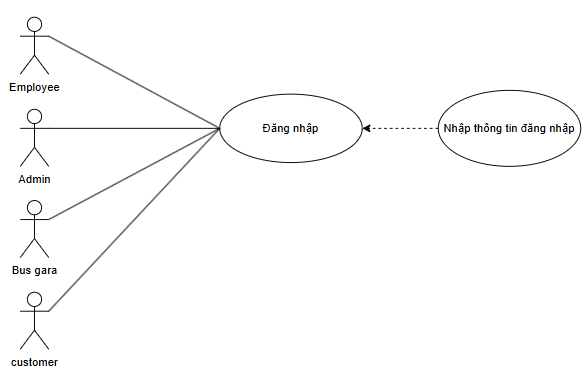 Employee
Admin
Bus gara
customer
Đăng nhập
Nhập thông tin đăng nhập